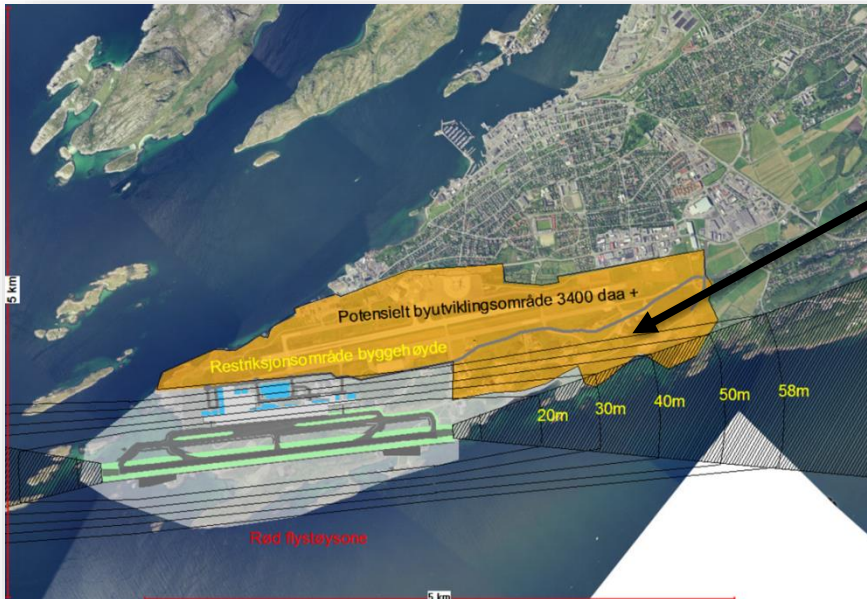 5 km
Potensielt byutviklingsområde 3400 daa +
Restriksjonsområde byggehøyde
20m
30m
40m
50m
58m
Rød flystøysone
5 km